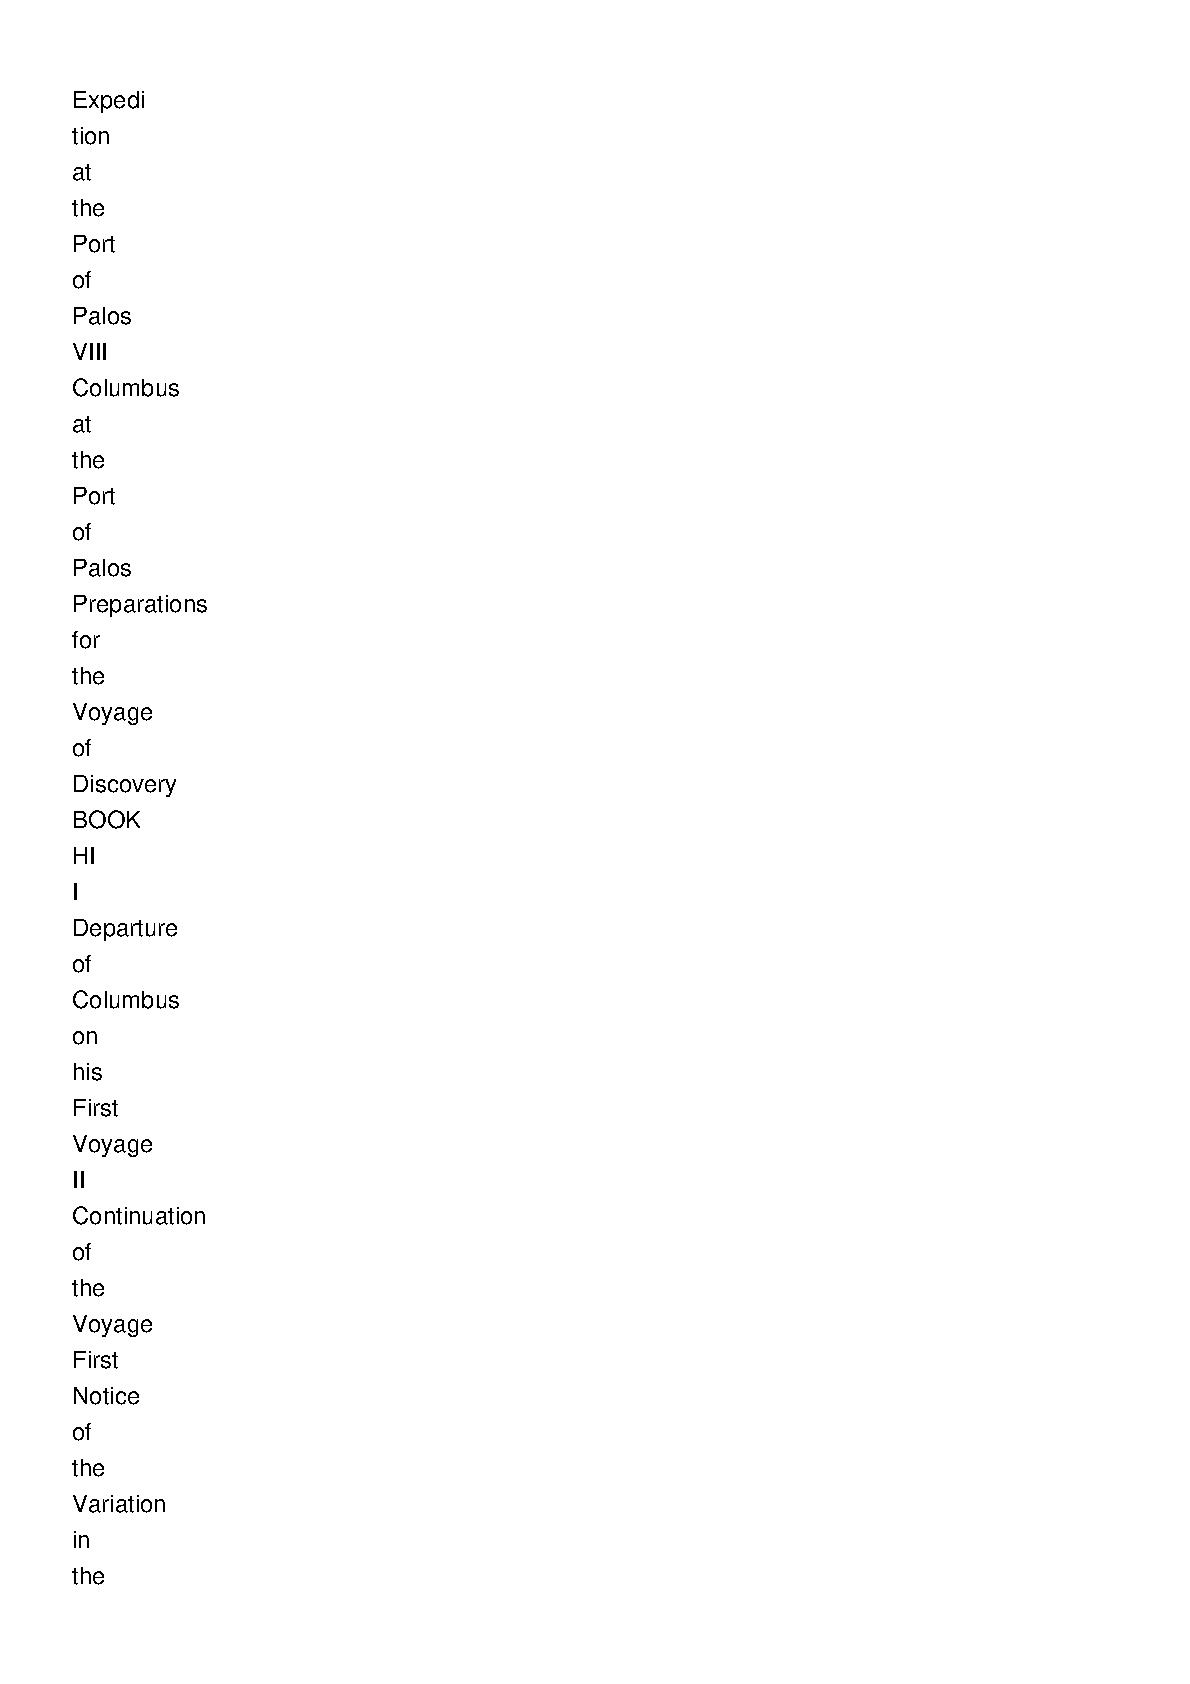 Expedi
tion
at
the
Port
of
Palos
VIII
Columbus
at
the
Port
of
Palos
Preparations
for
the
Voyage
of
Discovery
BOOK
HI
I
Departure
of
Columbus
on
his
First
Voyage
II
Continuation
of
the
Voyage
First
Notice
of
the
Variation
in
the